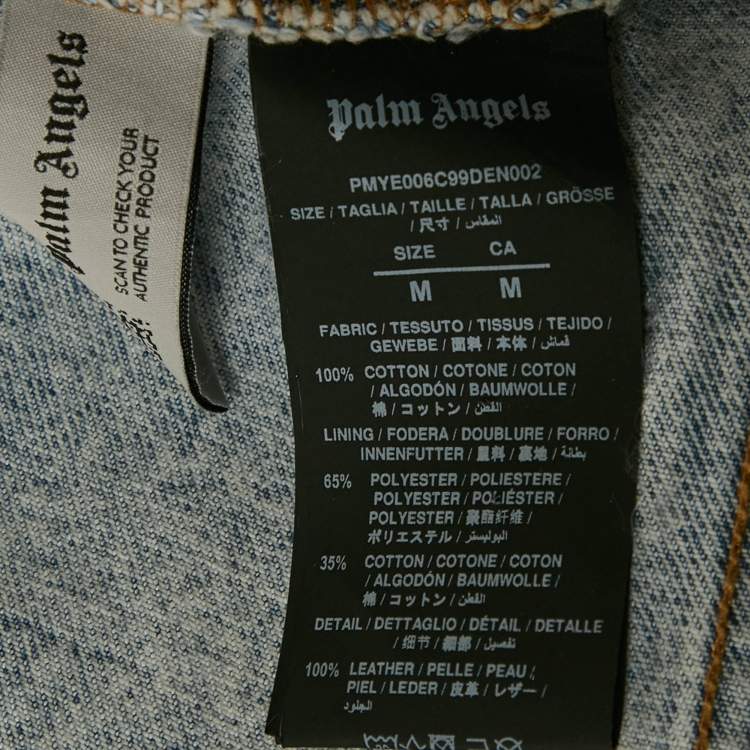 Palm Angels
SCAN TO CHECK YOUR
AUTHENTIC PRODUCT
Palm Angels
PMYE006C99DEN002
SIZE / TAGLIA / TAILLE / TALLA / GRÖSSE
/ 尺寸 / المقاس
SIZE CA
M M
FABRIC / TESSUTO / TISSUS / TEJIDO /
GEWEBE / 面料 / 本体 / قماش
100% COTTON / COTONE / COTON
/ ALGODÓN / BAUMWOLLE /
棉 / コットン / القطن
LINING / FODERA / DOUBLURE / FORRO /
INNENFUTTER / 里料 / 裏地 / بطانة
65% POLYESTER / POLIESTERE /
POLYESTER / POLIÉSTER /
POLYESTER / 聚酯纤维 /
ポリエステル / البوليستر
35% COTTON / COTONE / COTON
/ ALGODÓN / BAUMWOLLE /
棉 / コットン / القطن
DETAIL / DETTAGLIO / DÉTAIL / DETALLE
/ 细节 / 細部 / تفصيل
100% LEATHER / PELLE / PEAU /
PIEL / LEDER / 皮革 / レザー /
الجلود